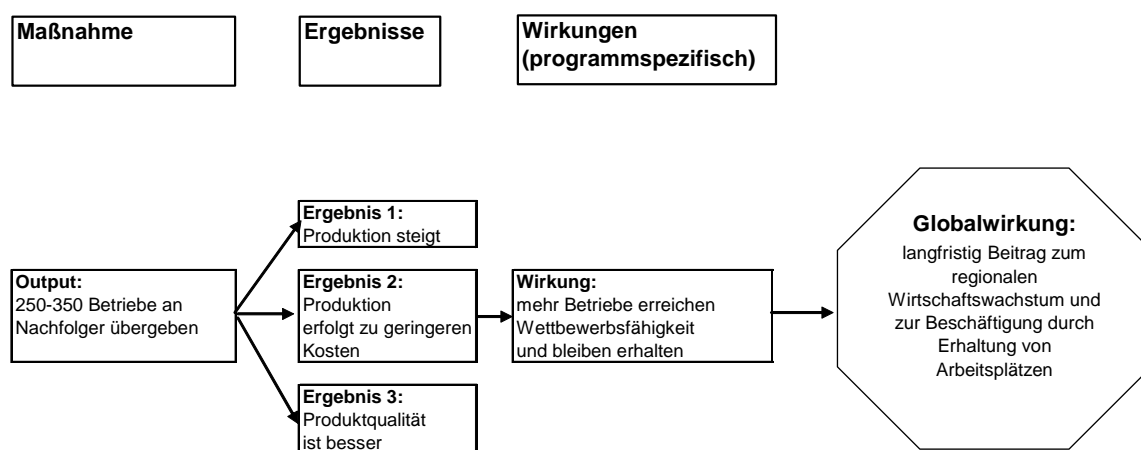 Maßnahme
Ergebnisse
Wirkungen
(programmspezifisch)
Ergebnis 1:
Produktion steigt
Output:
250-350 Betriebe an
Nachfolger übergeben
Ergebnis 2:
Produktion
erfolgt zu geringeren
Kosten
Ergebnis 3:
Produktqualität
ist besser
Wirkung:
mehr Betriebe erreichen
Wettbewerbsfähigkeit
und bleiben erhalten
Globalwirkung:
langfristig Beitrag zum
regionalen
Wirtschaftswachstum und
zur Beschäftigung durch
Erhaltung von
Arbeitsplätzen